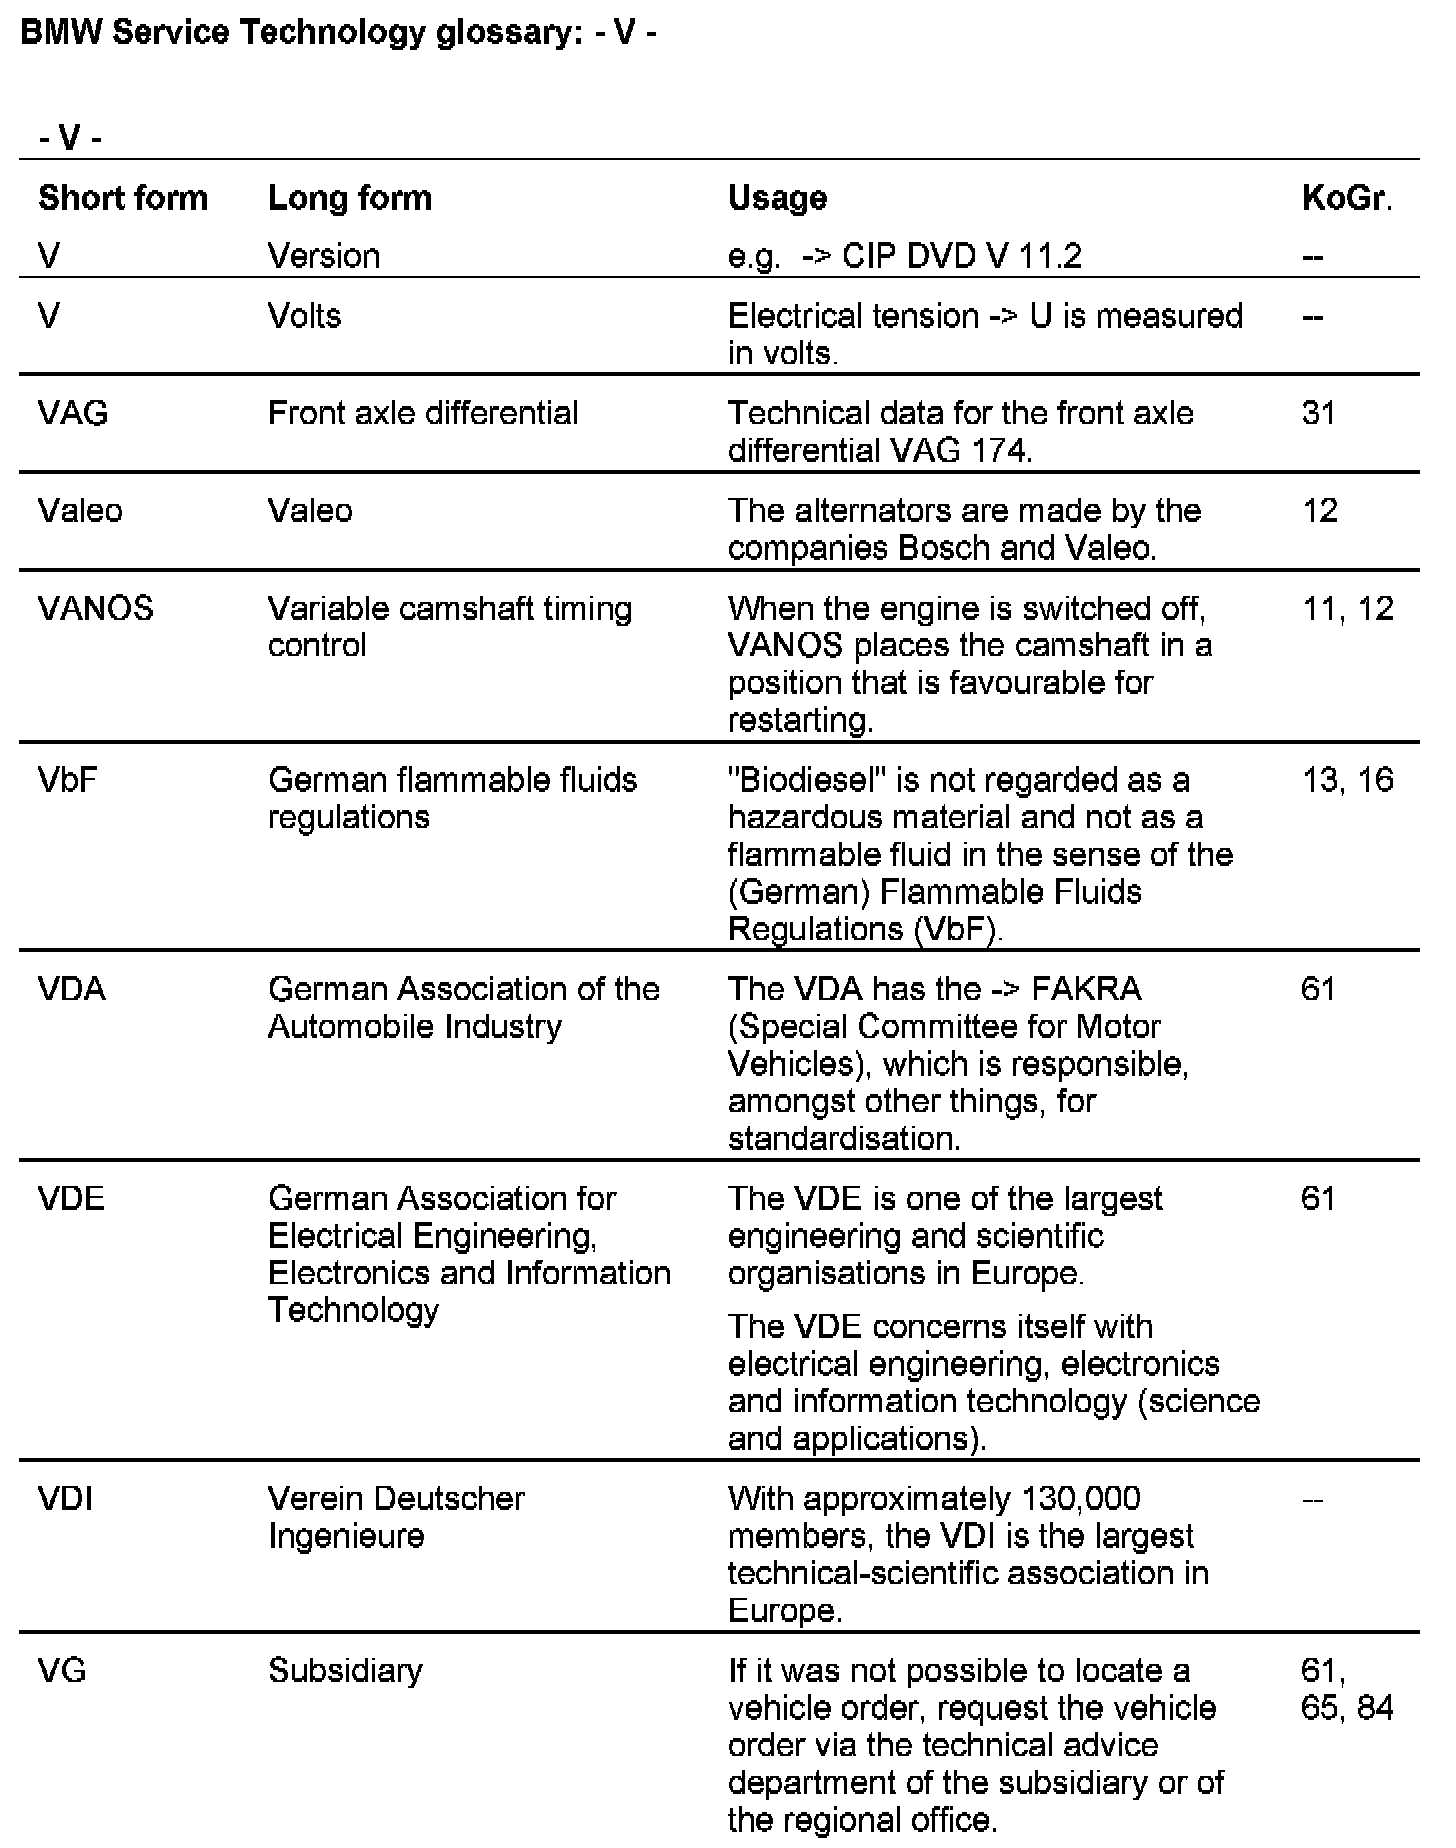 BMW Service Technology glossary: - V -
- V -
Short form Long form Usage KoGr.
V Version e.g. -> CIP DVD V 11.2 --
V Volts Electrical tension -> U is measured --
in volts.
VAG Front axle differential Technical data for the front axle 31
differential VAG 174.
Valeo Valeo The alternators are made by the 12
companies Bosch and Valeo.
VANOS Variable camshaft timing When the engine is switched off, 11, 12
control VANOS places the camshaft in a
position that is favourable for
restarting.
VbF German flammable fluids "Biodiesel" is not regarded as a 13, 16
regulations hazardous material and not as a
flammable fluid in the sense of the
(German) Flammable Fluids
Regulations (VbF).
VDA German Association of the The VDA has the -> FAKRA 61
Automobile Industry (Special Committee for Motor
Vehicles), which is responsible,
amongst other things, for
standardisation.
VDE German Association for The VDE is one of the largest 61
Electrical Engineering, engineering and scientific
Electronics and Information organisations in Europe.
Technology The VDE concerns itself with
electrical engineering, electronics
and information technology (science
and applications).
VDI Verein Deutscher With approximately 130,000 --
Ingenieure members, the VDI is the largest
technical-scientific association in
Europe.
VG Subsidiary If it was not possible to locate a 61,
vehicle order, request the vehicle 65, 84
order via the technical advice
department of the subsidiary or of
the regional office.